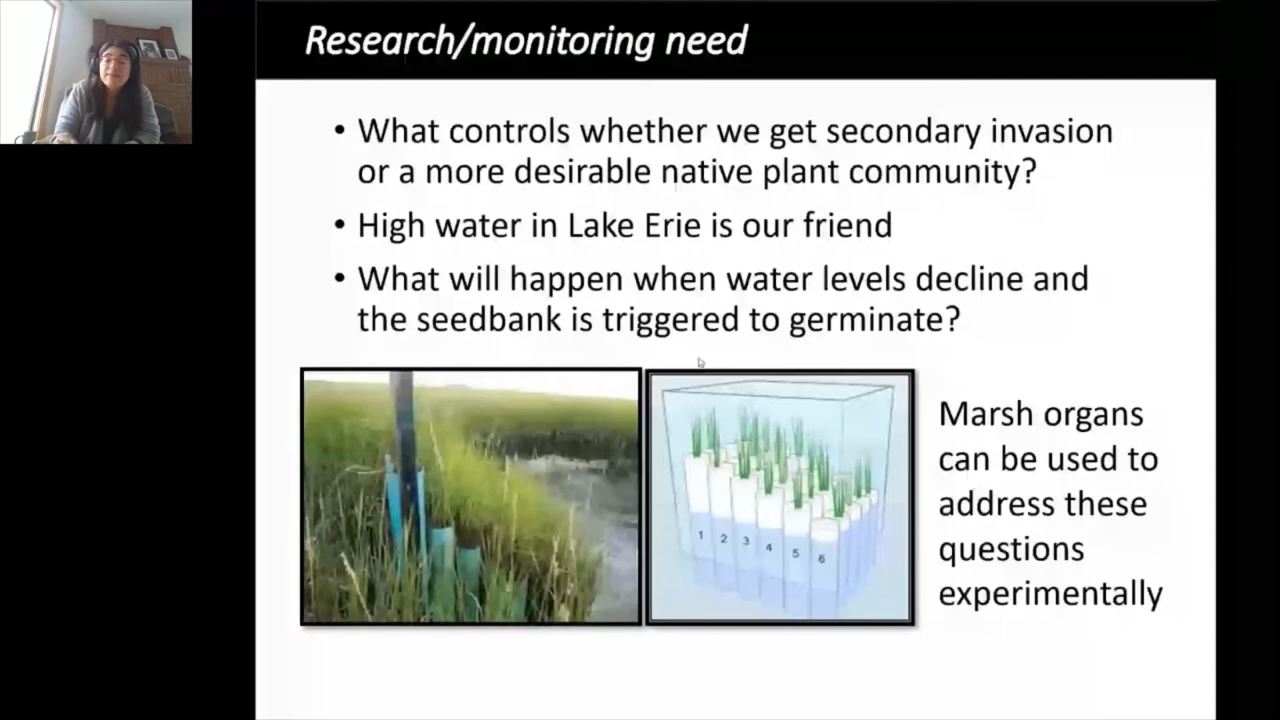 Research/monitoring need
• What controls whether we get secondary invasion
or a more desirable native plant community?
• High water in Lake Erie is our friend
• What will happen when water levels decline and
the seedbank is triggered to germinate?
1 2 3 4 5 6
Marsh organs
can be used to
address these
questions
experimentally